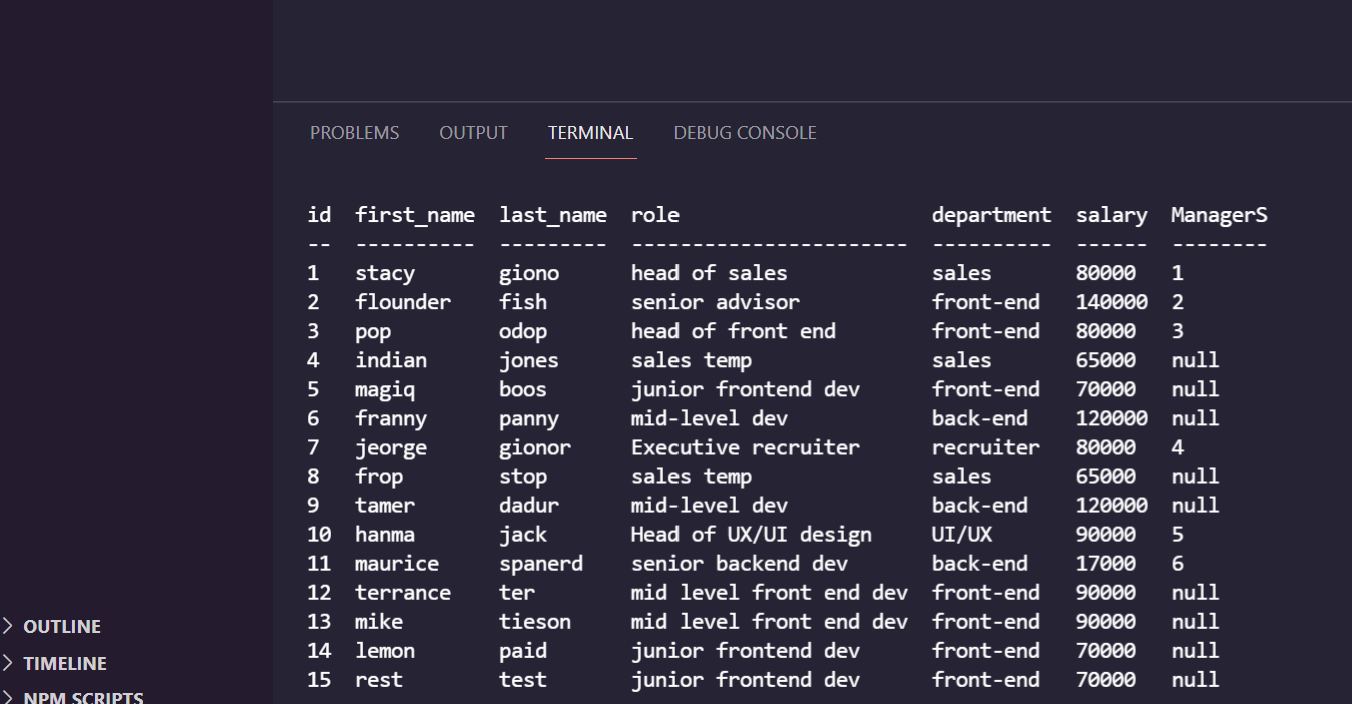 PROBLEMS OUTPUT TERMINAL DEBUG CONSOLE
id first_name last_name role department salary ManagerS
-- ---------- --------- ----------------------- ---------- ------ --------
1 stacy giono head of sales sales 80000 1
2 flounder fish senior advisor front-end 140000 2
3 pop odop head of front end front-end 80000 3
4 indian jones sales temp sales 65000 null
5 magiq boos junior frontend dev front-end 70000 null
6 franny panny mid-level dev back-end 120000 null
7 jeorge gionor Executive recruiter recruiter 80000 4
8 frop stop sales temp sales 65000 null
9 tamer dadur mid-level dev back-end 120000 null
10 hanma jack Head of UX/UI design UI/UX 90000 5
11 maurice spanerd senior backend dev back-end 17000 6
12 terrance ter mid level front end dev front-end 90000 null
13 mike tieson mid level front end dev front-end 90000 null
14 lemon paid junior frontend dev front-end 70000 null
15 rest test junior frontend dev front-end 70000 null
OUTLINE
TIMELINE
NPM SCRIPTS